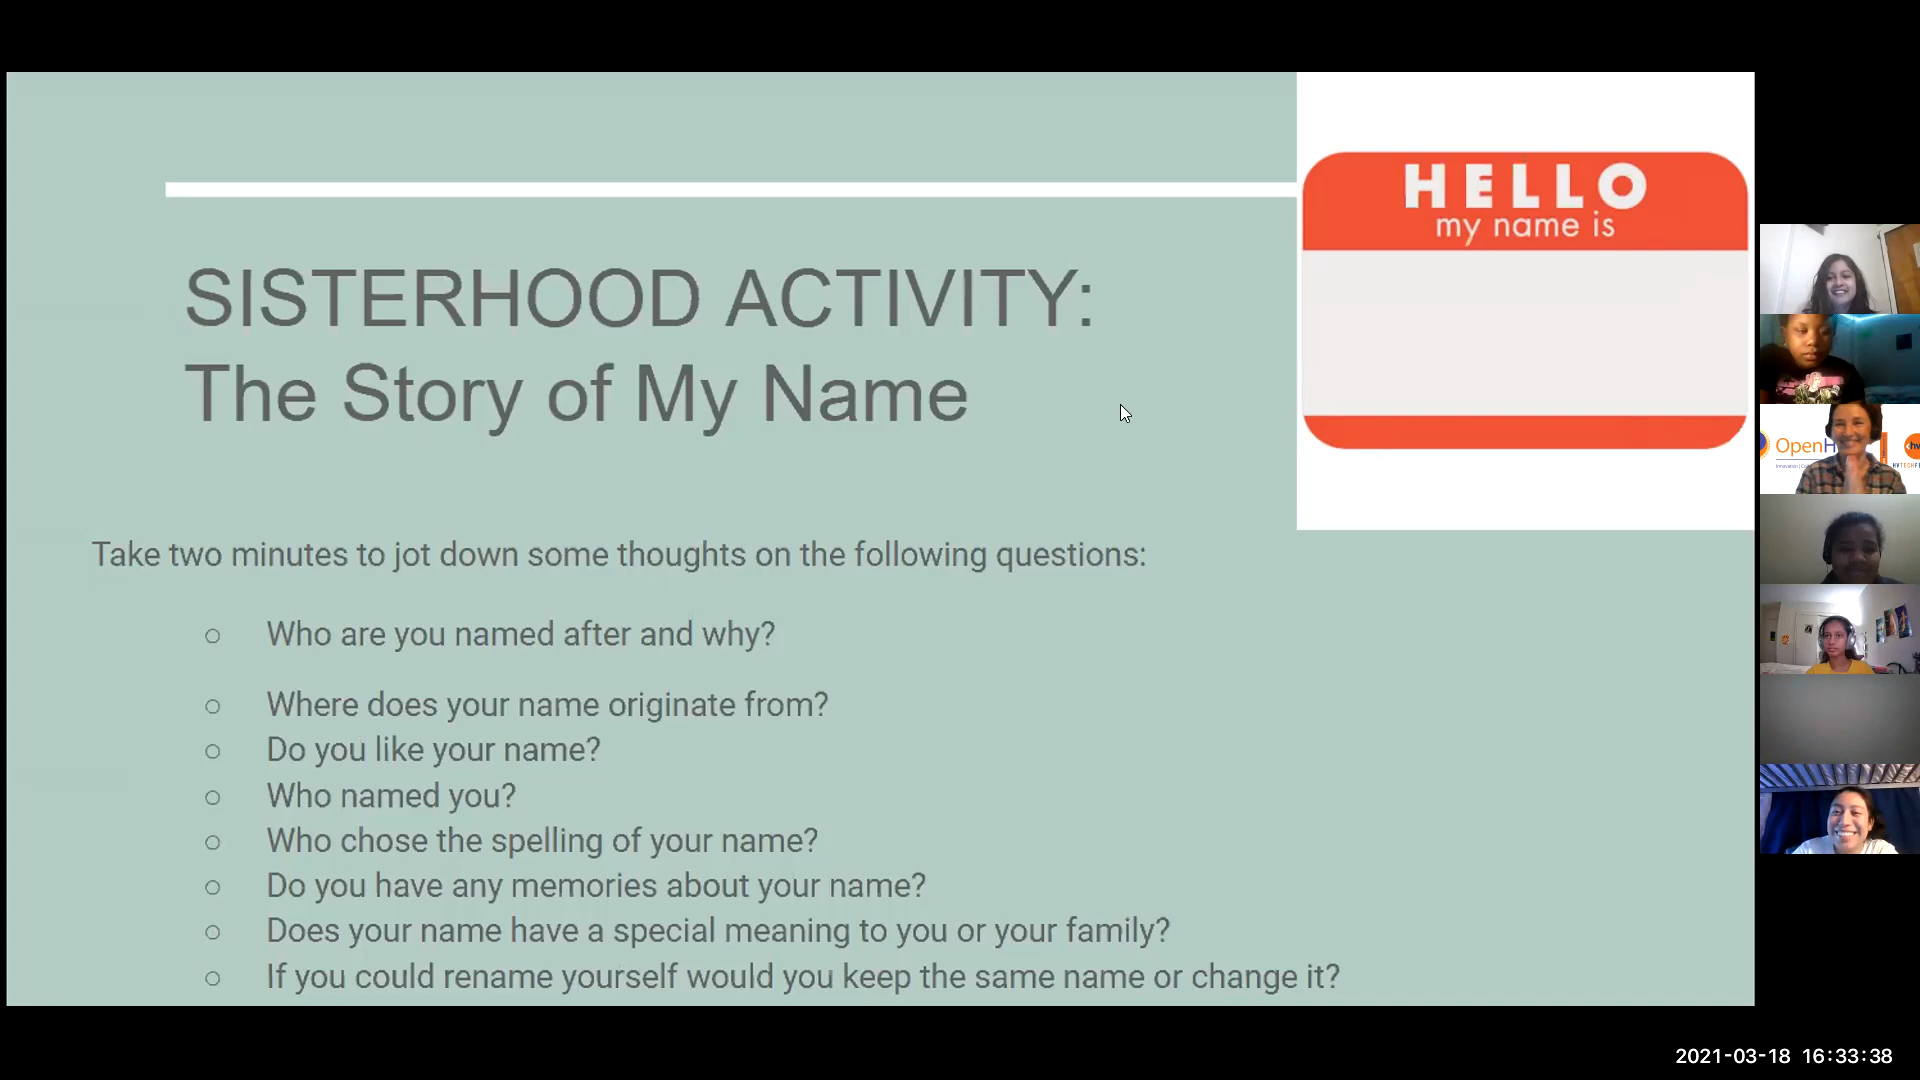 HELLO
my name is
SISTERHOOD ACTIVITY:
The Story of My Name
Take two minutes to jot down some thoughts on the following questions:
○ Who are you named after and why?
○ Where does your name originate from?
○ Do you like your name?
○ Who named you?
○ Who chose the spelling of your name?
○ Do you have any memories about your name?
○ Does your name have a special meaning to you or your family?
○ If you could rename yourself would you keep the same name or change it?
OpenH
2021-03-18 16:33:38